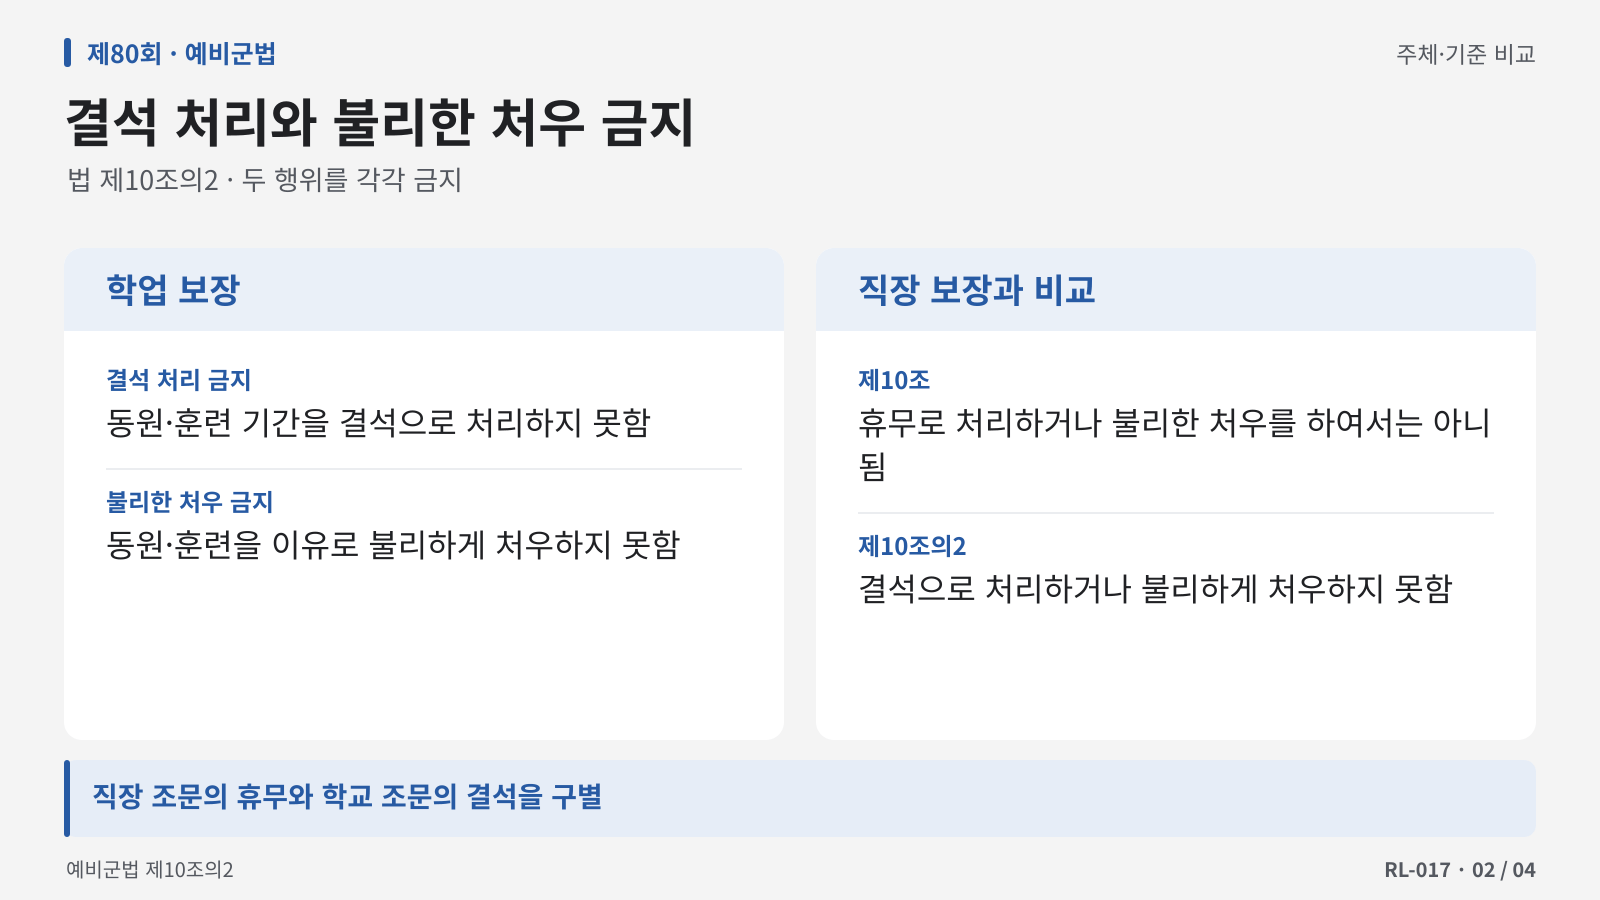 제80회 · 예비군법
주체·기준 비교
결석 처리와 불리한 처우 금지
법 제10조의2 · 두 행위를 각각 금지
학업 보장
결석 처리 금지
동원·훈련 기간을 결석으로 처리하지 못함
불리한 처우 금지
동원·훈련을 이유로 불리하게 처우하지 못함
직장 보장과 비교
제10조
휴무로 처리하거나 불리한 처우를 하여서는 아니
됨
제10조의2
결석으로 처리하거나 불리하게 처우하지 못함
직장 조문의 휴무와 학교 조문의 결석을 구별
예비군법 제10조의2
RL-017 · 02 / 04